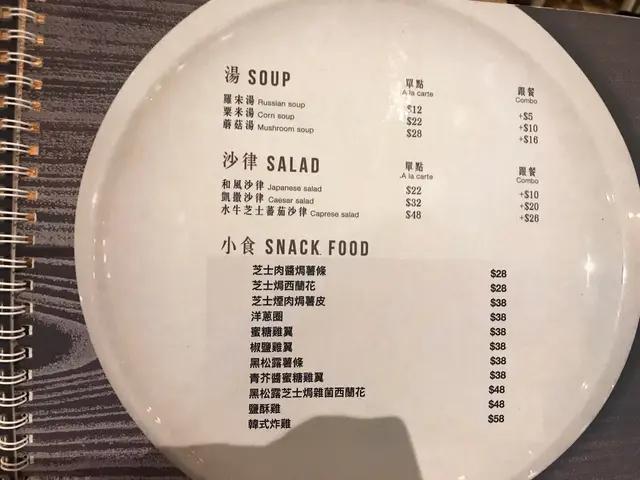 湯 SOUP 單點 跟餐
A la carte Combo
羅宋湯 Russian soup $12 +$5
粟米湯 Corn soup $22 +$10
蘑菇湯 Mushroom soup $28 +$16
沙律 SALAD 單點 跟餐
A la carte Combo
和風沙律 Japanese salad $22 +$10
凱撒沙律 Caesar salad $32 +$20
水牛芝士蕃茄沙律 Caprese salad $48 +$26
小食 SNACK FOOD
芝士肉醬焗薯條 $28
芝士焗西蘭花 $28
芝士煙肉焗薯皮 $38
洋蔥圈 $38
蜜糖雞翼 $38
椒鹽雞翼 $38
黑松露薯條 $38
青芥醬蜜糖雞翼 $38
黑松露芝士焗雜菌西蘭花 $48
鹽酥雞 $48
韓式炸雞 $58